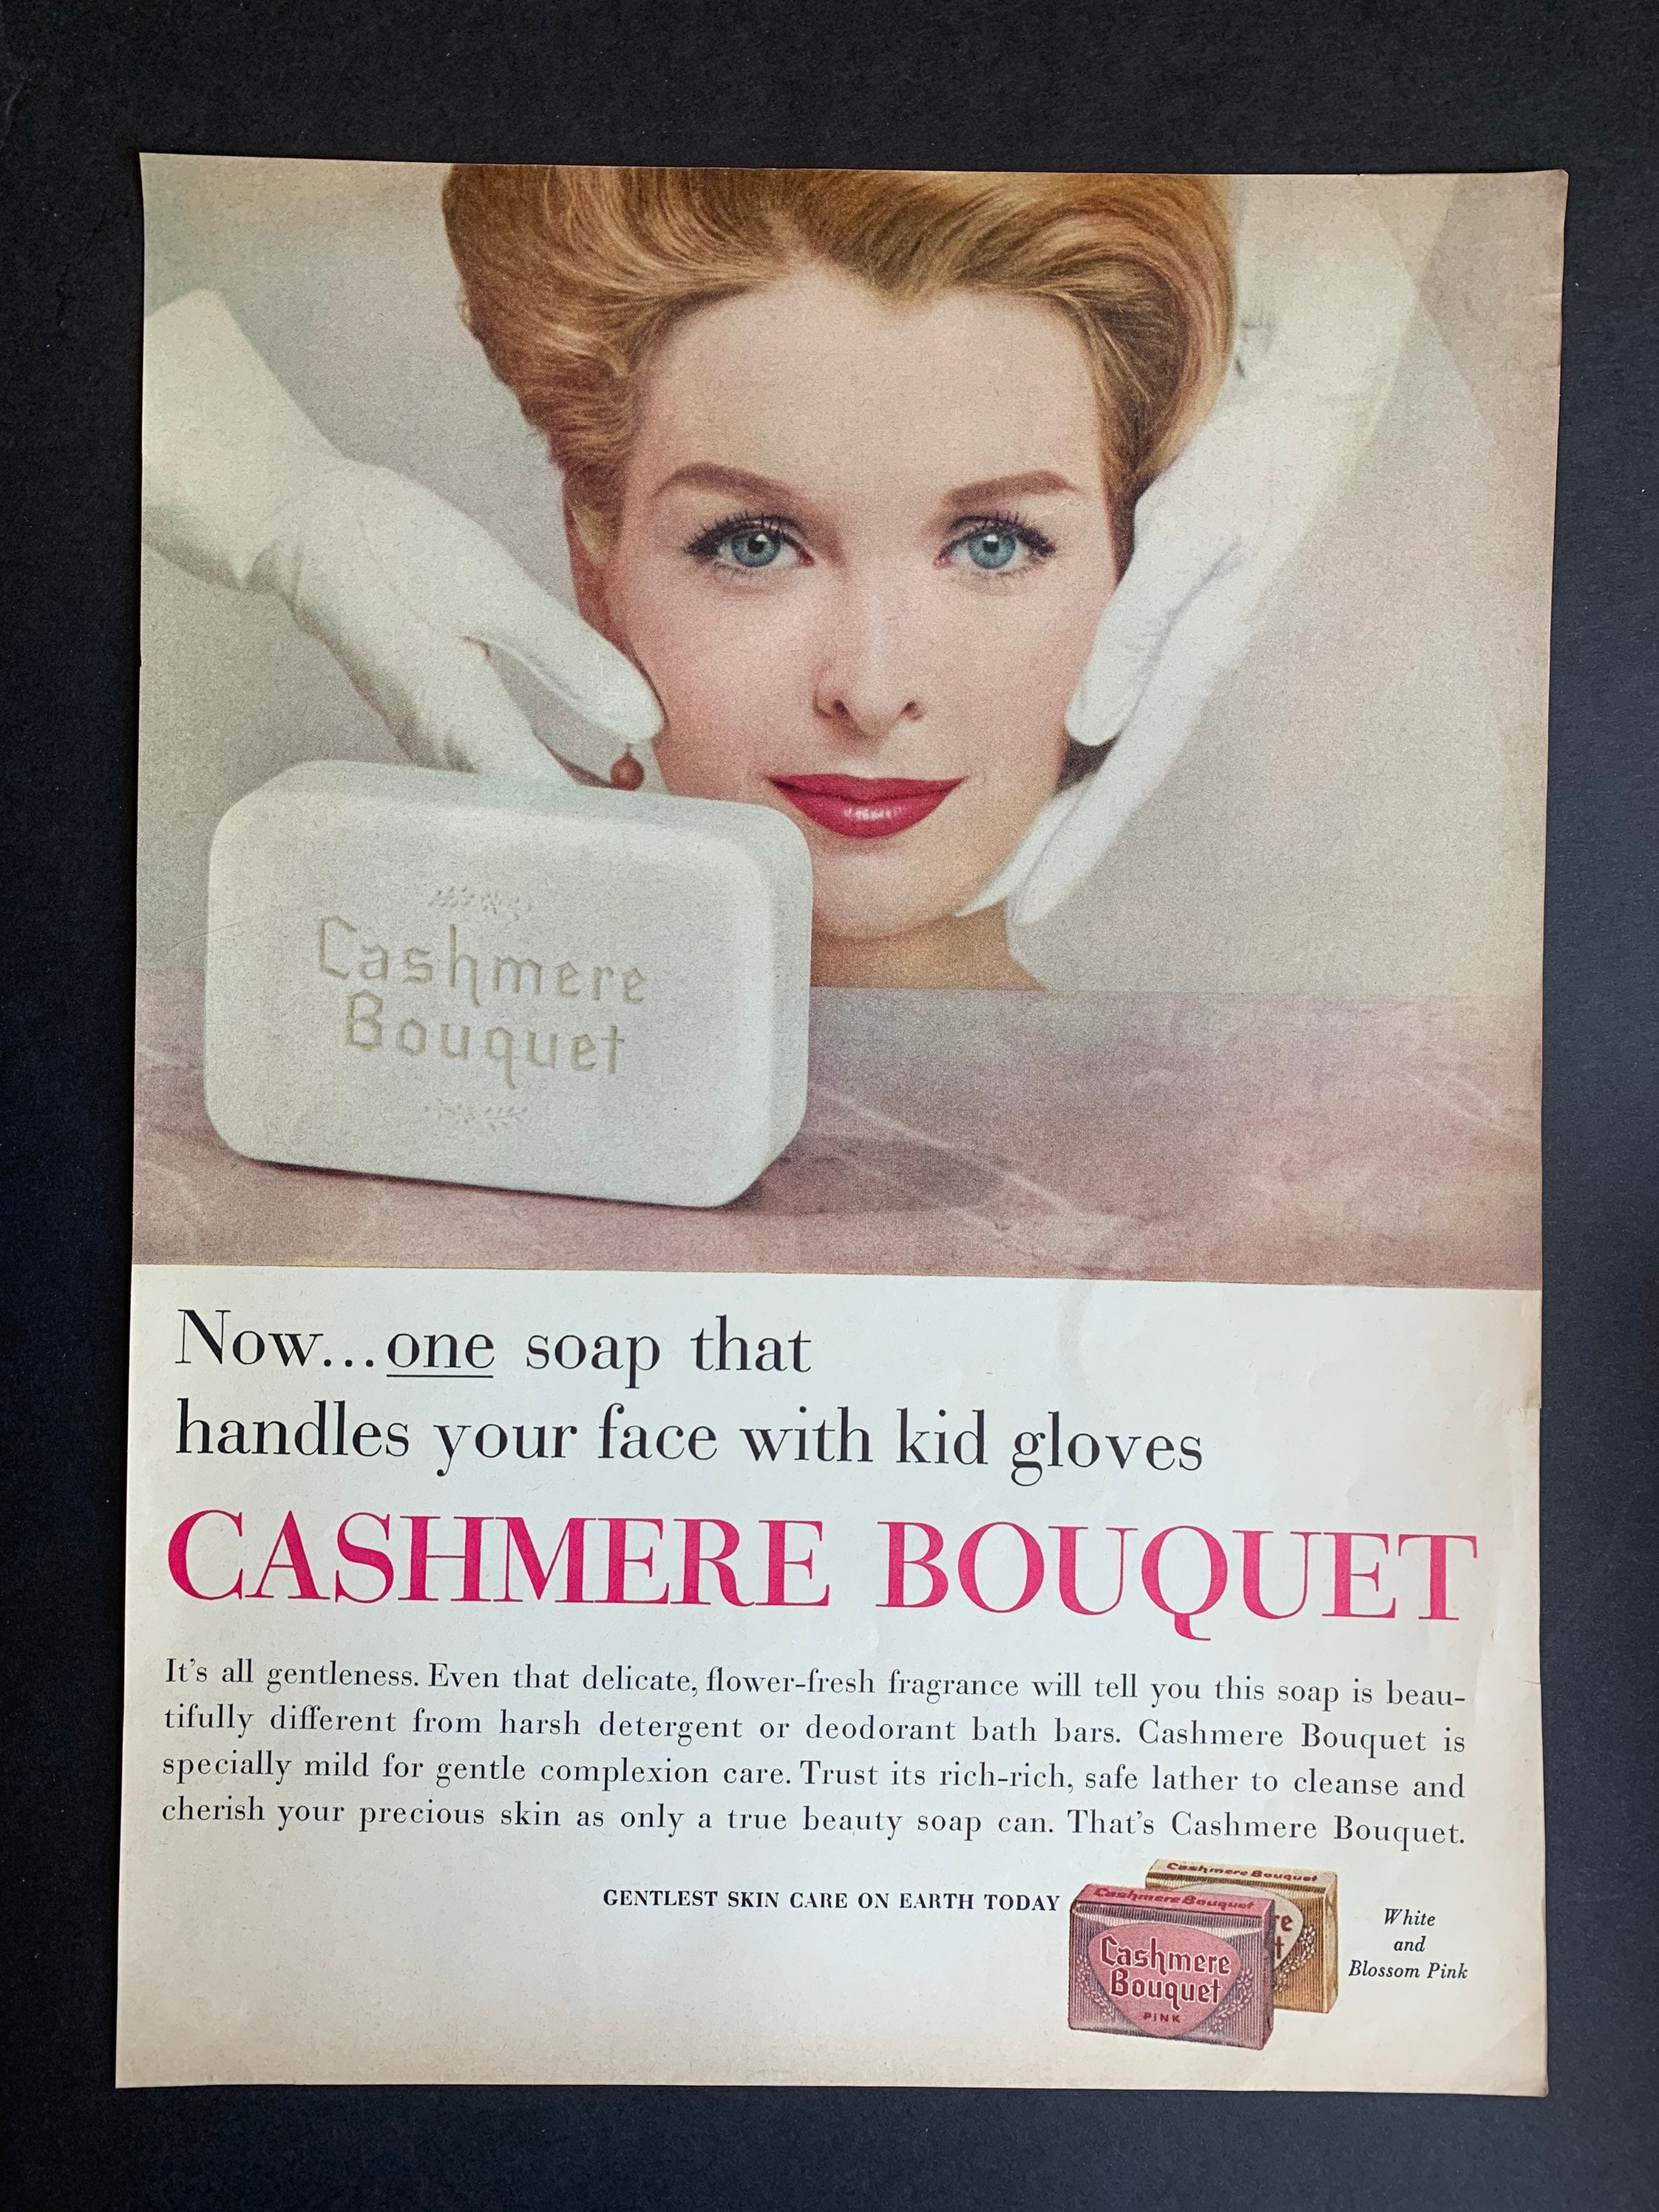 Cashmere
Bouquet
Now...one soap that
handles your face with kid gloves
CASHMERE BOUQUET
It's all gentleness. Even that delicate, flower-fresh fragrance will tell you this soap is beau-
tifully different from harsh detergent or deodorant bath bars. Cashmere Bouquet is
specially mild for gentle complexion care. Trust its rich-rich, safe lather to cleanse and
cherish your precious skin as only a true beauty soap can. That's Cashmere Bouquet.
GENTLEST SKIN CARE ON EARTH TODAY
Cashmere Bouquet
Cashmere Bouquet
re
t
Cashmere
Bouquet
PINK
White
and
Blossom Pink